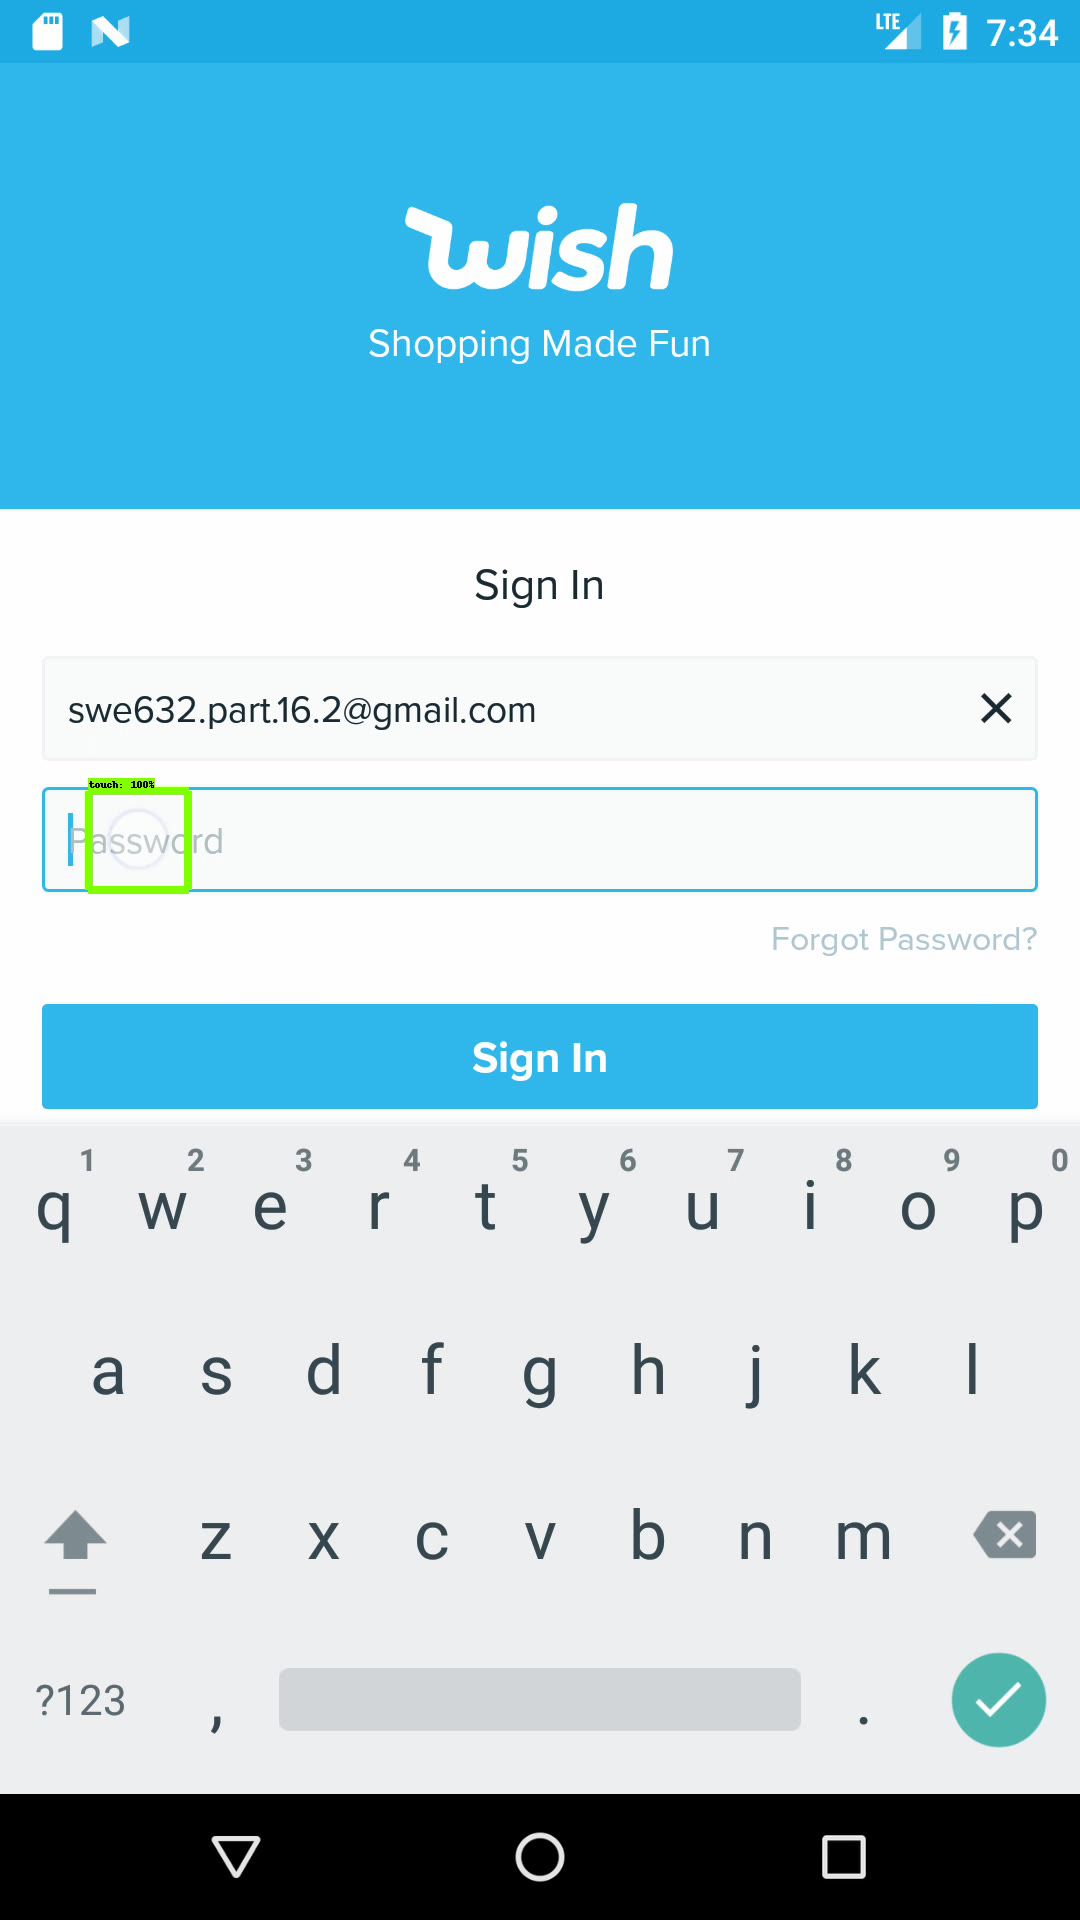 LTE 7:34
wish
Shopping Made Fun
Sign In
swe632.part.16.2@gmail.com
touch: 100%
Password
Forgot Password?
Sign In
1 2 3 4 5 6 7 8 9 0
q w e r t y u i o p
a s d f g h j k l
z x c v b n m
?123 , .